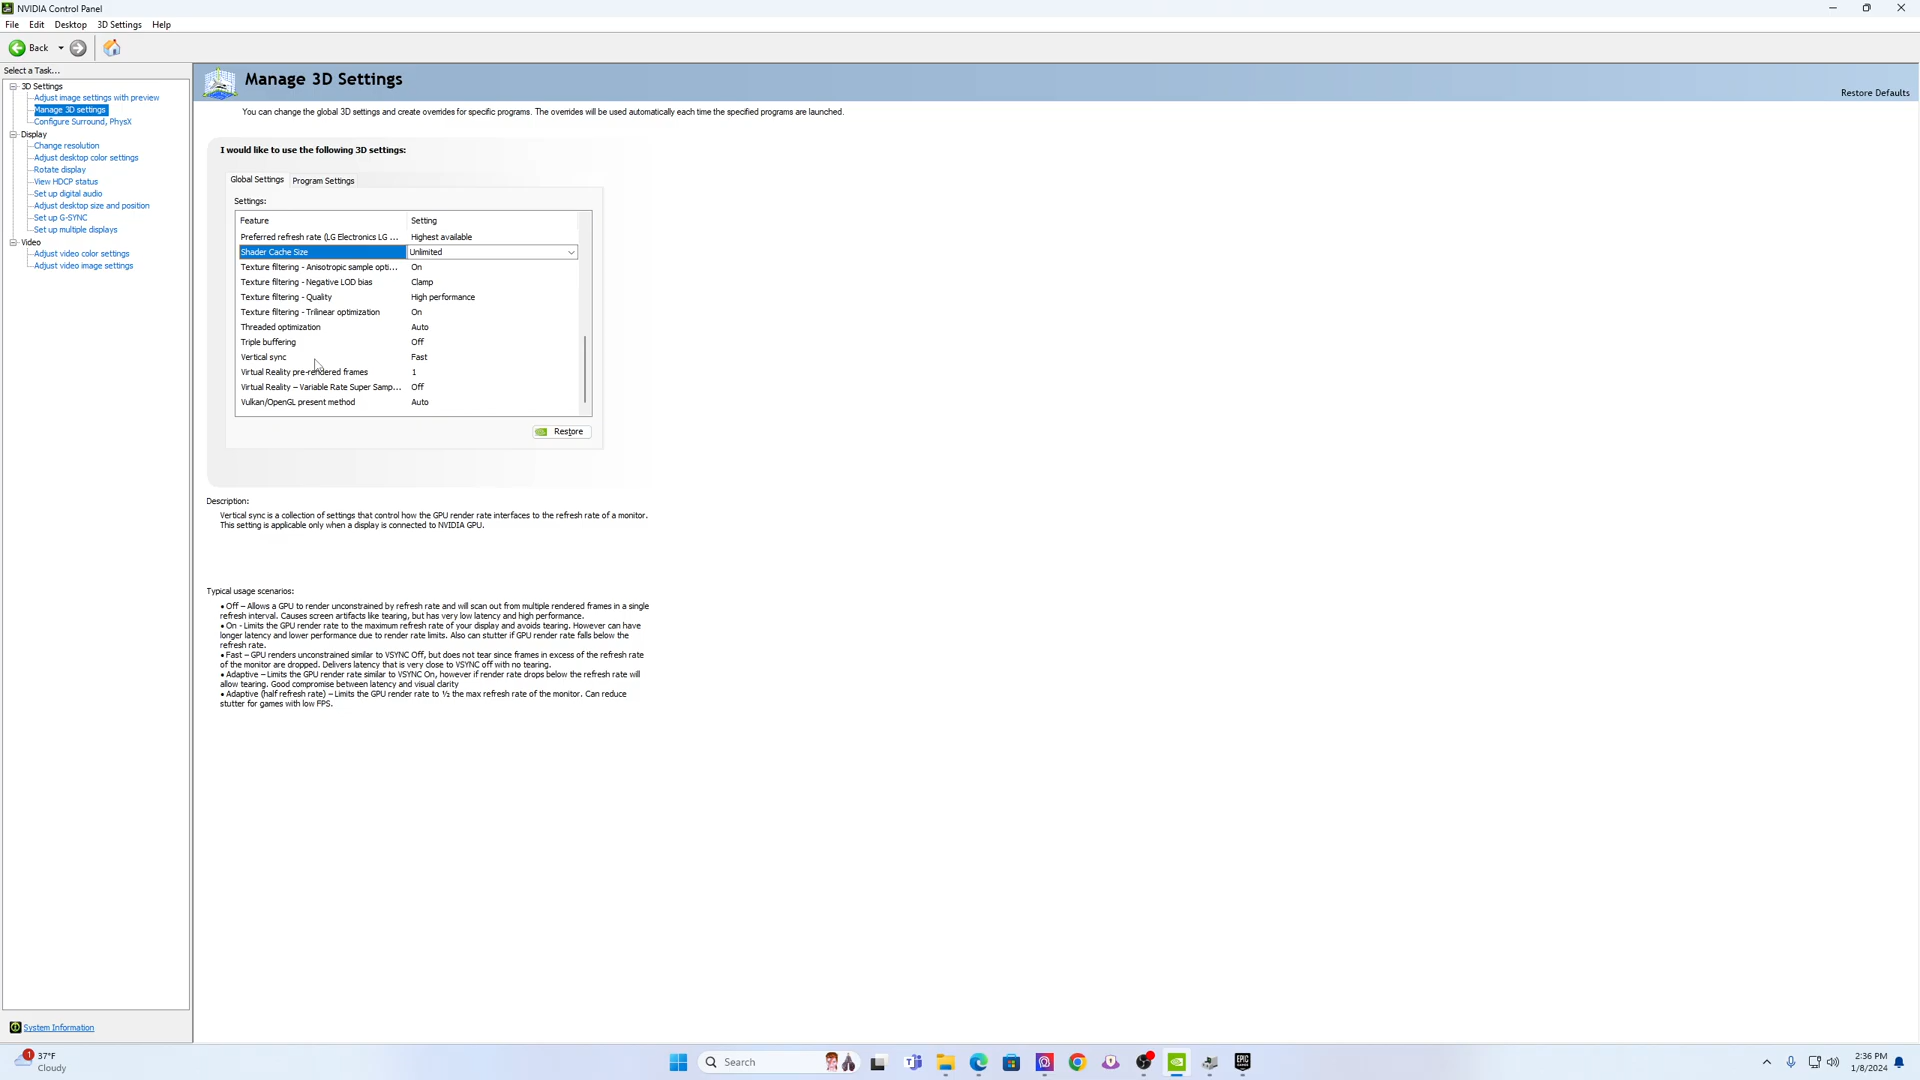 NVIDIA Control Panel
File Edit Desktop 3D Settings Help
Back
Select a Task...
3D Settings
Adjust image settings with preview
Manage 3D settings
Configure Surround, PhysX
Display
Change resolution
Adjust desktop color settings
Rotate display
View HDCP status
Set up digital audio
Adjust desktop size and position
Set up G-SYNC
Set up multiple displays
Video
Adjust video color settings
Adjust video image settings
System Information
Manage 3D Settings
Restore Defaults
You can change the global 3D settings and create overrides for specific programs. The overrides will be used automatically each time the specified programs are launched.
I would like to use the following 3D settings:
Global Settings Program Settings
Settings:
Feature Setting
Preferred refresh rate (LG Electronics LG ... Highest available
Shader Cache Size Unlimited
Texture filtering - Anisotropic sample opti... On
Texture filtering - Negative LOD bias Clamp
Texture filtering - Quality High performance
Texture filtering - Trilinear optimization On
Threaded optimization Auto
Triple buffering Off
Vertical sync Fast
Virtual Reality pre-rendered frames 1
Virtual Reality – Variable Rate Super Samp... Off
Vulkan/OpenGL present method Auto
Restore
Description:
Vertical sync is a collection of settings that control how the GPU render rate interfaces to the refresh rate of a monitor.
This setting is applicable only when a display is connected to NVIDIA GPU.
Typical usage scenarios:
• Off – Allows a GPU to render unconstrained by refresh rate and will scan out from multiple rendered frames in a single
refresh interval. Causes screen artifacts like tearing, but has very low latency and high performance.
• On - Limits the GPU render rate to the maximum refresh rate of your display and avoids tearing. However can have
longer latency and lower performance due to render rate limits. Also can stutter if GPU render rate falls below the
refresh rate.
• Fast – GPU renders unconstrained similar to VSYNC Off, but does not tear since frames in excess of the refresh rate
of the monitor are dropped. Delivers latency that is very close to VSYNC off with no tearing.
• Adaptive – Limits the GPU render rate similar to VSYNC On, however if render rate drops below the refresh rate will
allow tearing. Good compromise between latency and visual clarity
• Adaptive (half refresh rate) – Limits the GPU render rate to ½ the max refresh rate of the monitor. Can reduce
stutter for games with low FPS.
1
37°F
Cloudy
Search
EPIC
GAMES
2:36 PM
1/8/2024